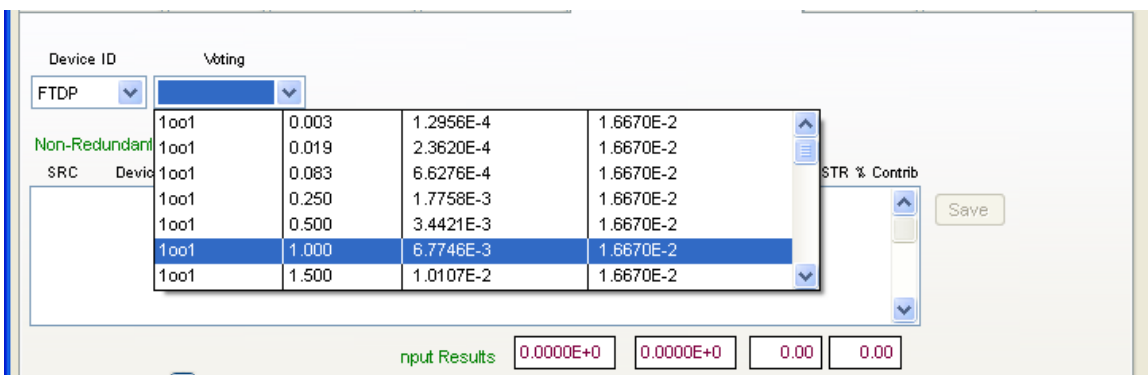 Device ID Voting
FTDP
1oo1 0.003 1.2956E-4 1.6670E-2
Non-Redundant
1oo1 0.019 2.3620E-4 1.6670E-2
SRC Devic 1oo1 0.083 6.6276E-4 1.6670E-2 STR % Contrib
1oo1 0.250 1.7758E-3 1.6670E-2
Save
1oo1 0.500 3.4421E-3 1.6670E-2
1oo1 1.000 6.7746E-3 1.6670E-2
1oo1 1.500 1.0107E-2 1.6670E-2
nput Results 0.0000E+0 0.0000E+0 0.00 0.00